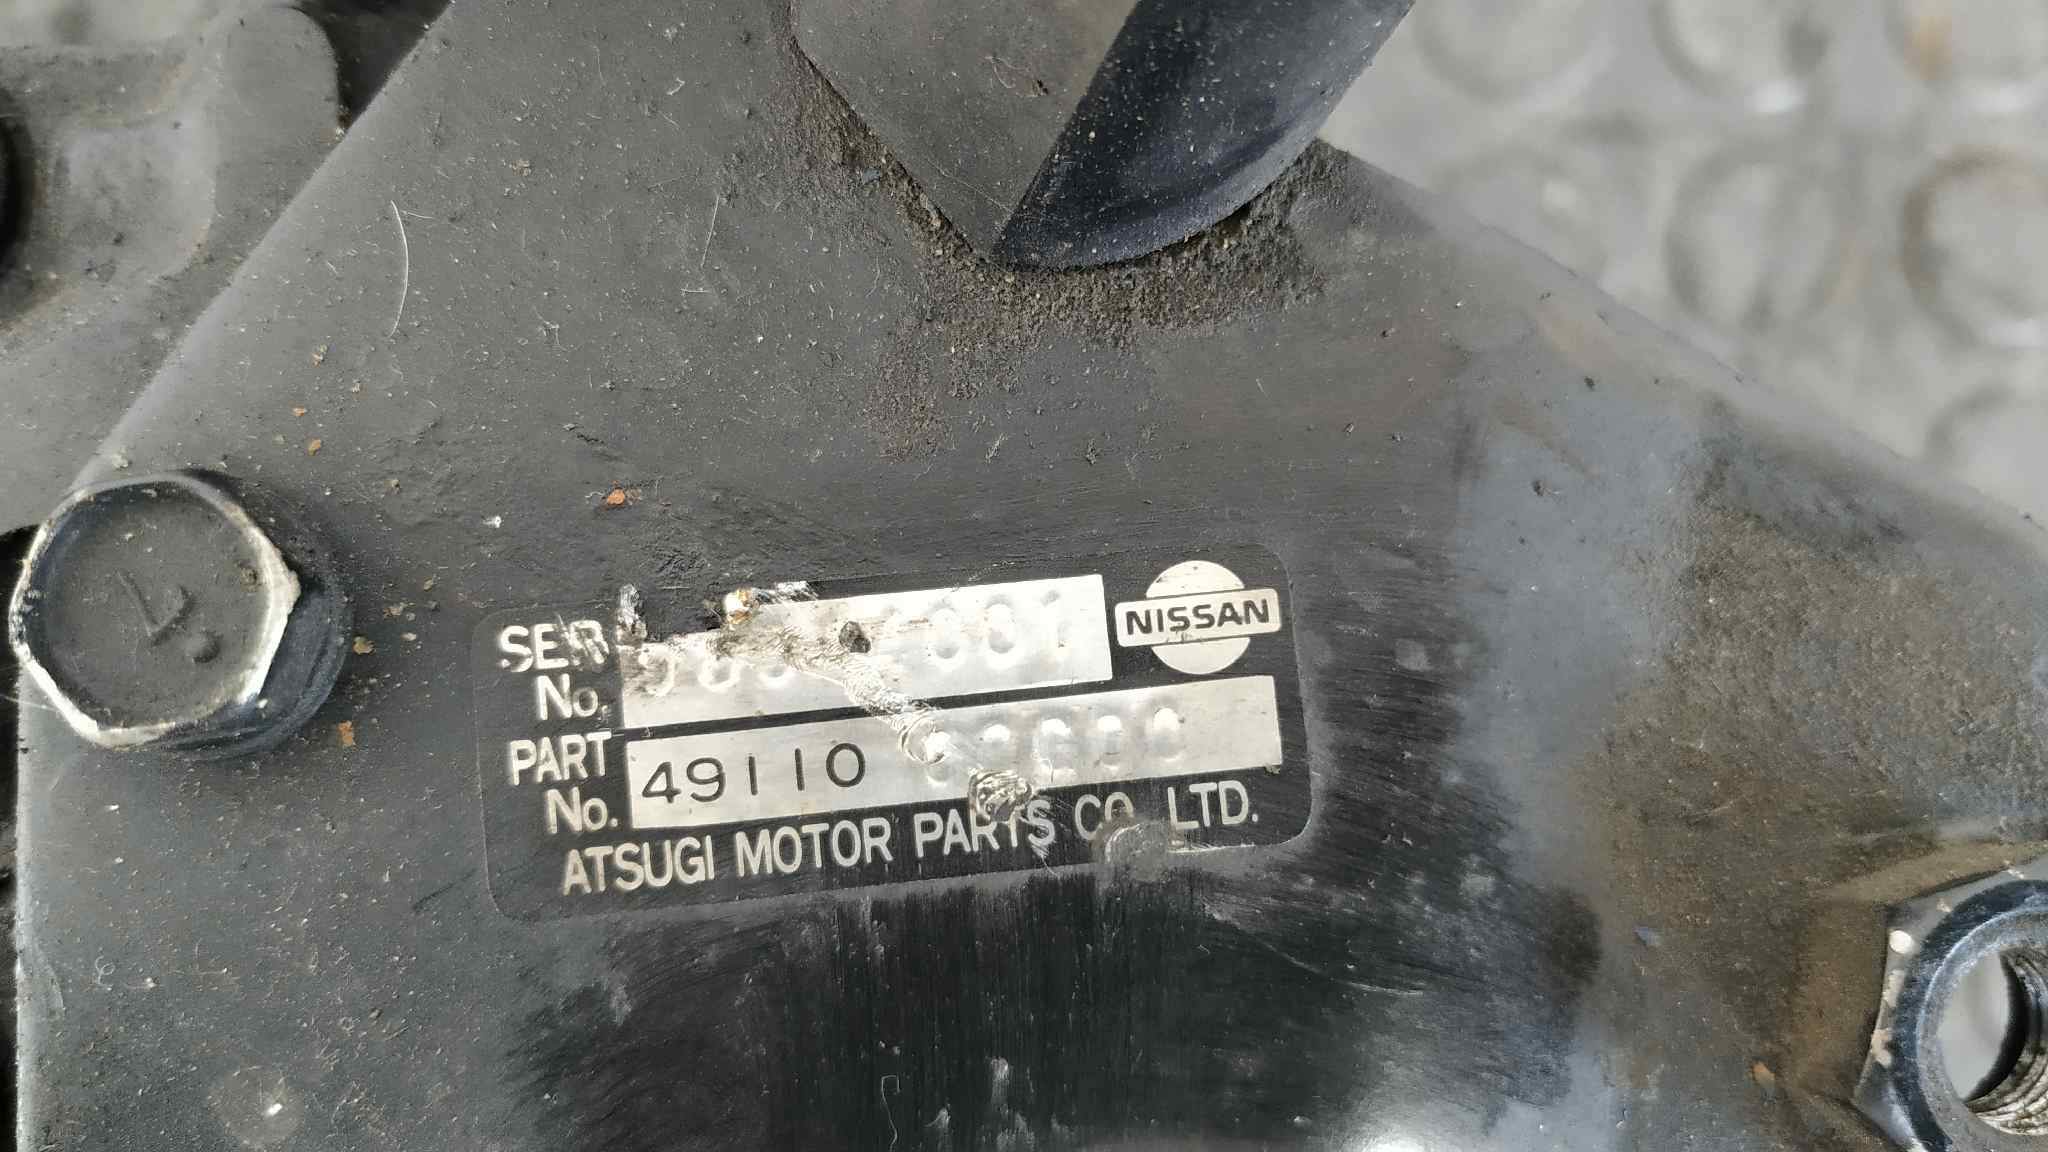 SER
No.
NISSAN
PART
No.
49110
ATSUGI MOTOR PARTS CO. LTD.